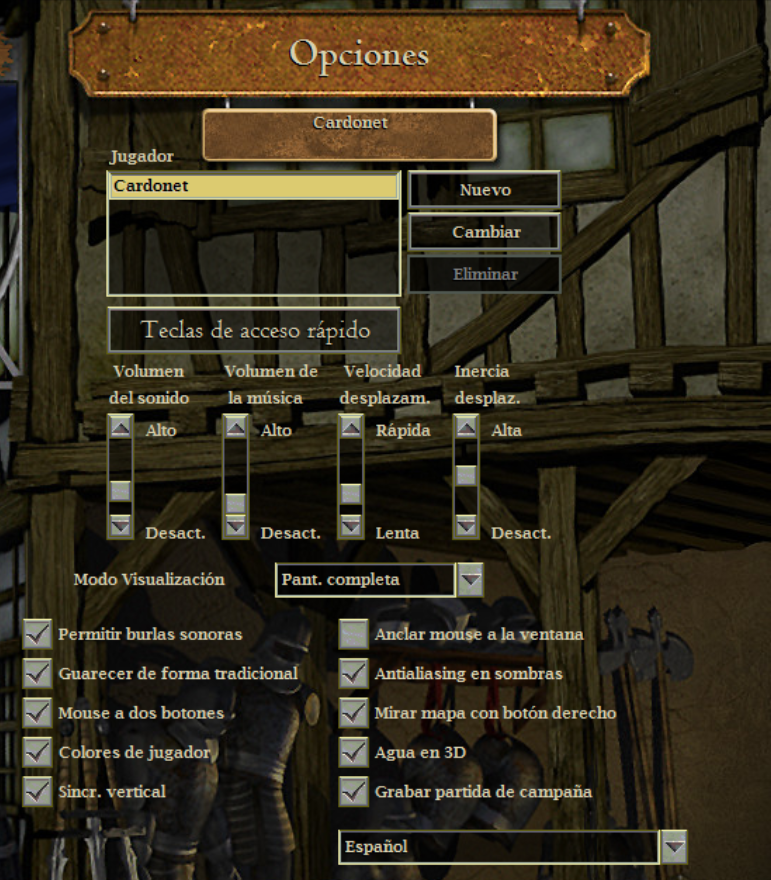 Opciones
Cardonet
Jugador
Cardonet
Nuevo
Cambiar
Eliminar
Teclas de acceso rápido
Volumen del sonido
Volumen de la música
Velocidad desplazam.
Inercia desplaz.
Alto
Alto
Rápida
Alta
Desact.
Desact.
Lenta
Desact.
Modo Visualización
Pant. completa
Permitir burlas sonoras
Anclar mouse a la ventana
Guarecer de forma tradicional
Antialiasing en sombras
Mouse a dos botones
Mirar mapa con botón derecho
Colores de jugador
Agua en 3D
Sincr. vertical
Grabar partida de campaña
Español